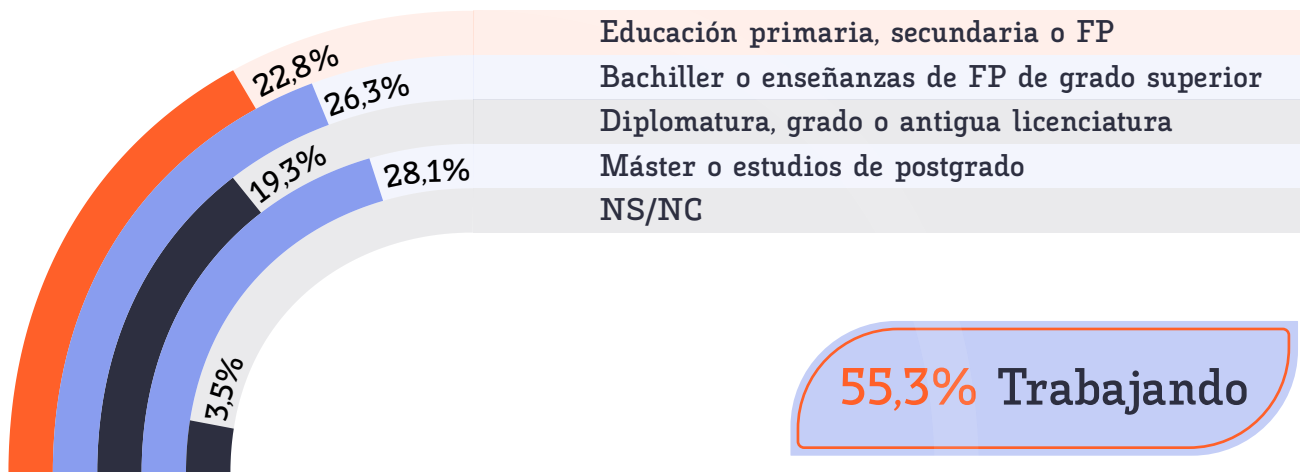 22,8% Educación primaria, secundaria o FP
26,3% Bachiller o enseñanzas de FP de grado superior
19,3% Diplomatura, grado o antigua licenciatura
28,1% Máster o estudios de postgrado
3,5% NS/NC
55,3% Trabajando